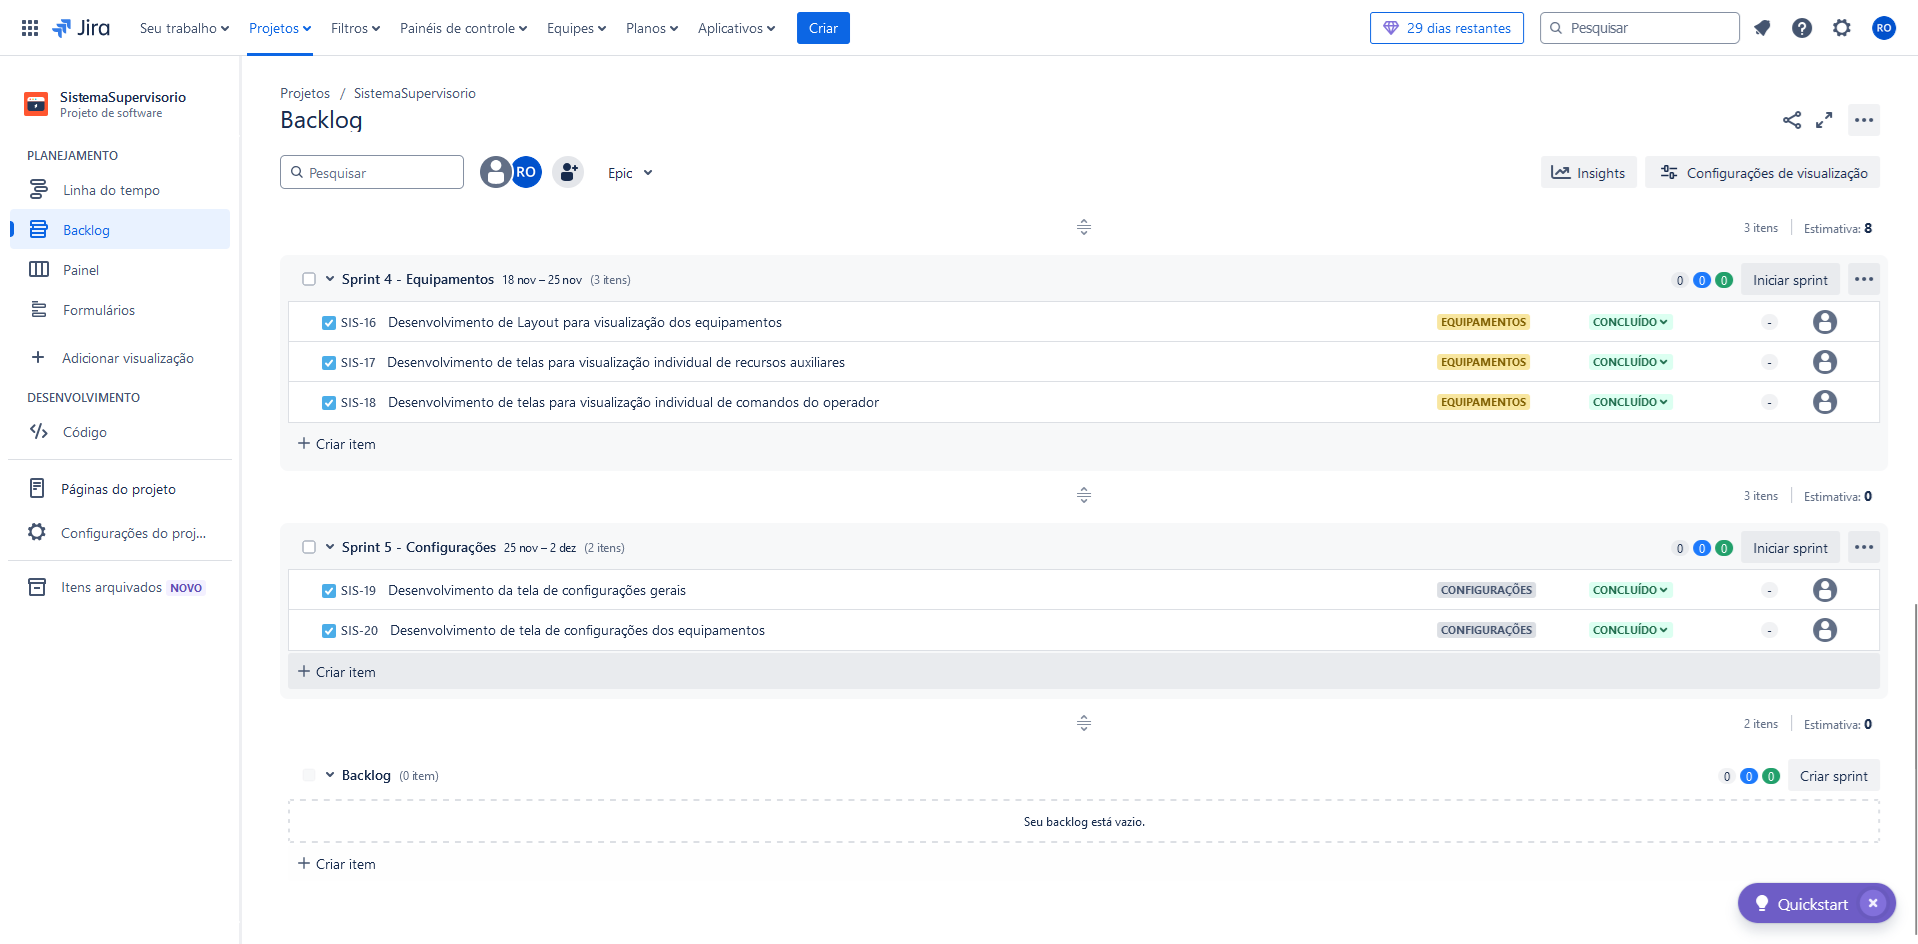 Jira Seu trabalho Projetos Filtros Painéis de controle Equipes Planos Aplicativos Criar 29 dias restantes Pesquisar RO
SistemaSupervisorio
Projeto de software
PLANEJAMENTO
Linha do tempo
Backlog
Painel
Formulários
Adicionar visualização
DESENVOLVIMENTO
Código
Páginas do projeto
Configurações do proj...
Itens arquivados NOVO
Projetos / SistemaSupervisorio
Backlog
Pesquisar RO Epic Insights Configurações de visualização
3 itens Estimativa: 8
Sprint 4 - Equipamentos 18 nov – 25 nov (3 itens) 0 0 0 Iniciar sprint
SIS-16 Desenvolvimento de Layout para visualização dos equipamentos EQUIPAMENTOS CONCLUÍDO -
SIS-17 Desenvolvimento de telas para visualização individual de recursos auxiliares EQUIPAMENTOS CONCLUÍDO -
SIS-18 Desenvolvimento de telas para visualização individual de comandos do operador EQUIPAMENTOS CONCLUÍDO -
+ Criar item
3 itens Estimativa: 0
Sprint 5 - Configurações 25 nov – 2 dez (2 itens) 0 0 0 Iniciar sprint
SIS-19 Desenvolvimento da tela de configurações gerais CONFIGURAÇÕES CONCLUÍDO -
SIS-20 Desenvolvimento de tela de configurações dos equipamentos CONFIGURAÇÕES CONCLUÍDO -
+ Criar item
2 itens Estimativa: 0
Backlog (0 item) 0 0 0 Criar sprint
Seu backlog está vazio.
+ Criar item
Quickstart